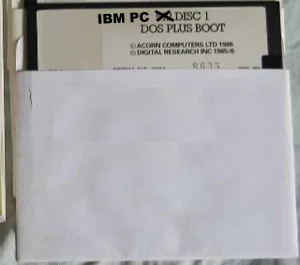 IBM PC DISC 1
DOS PLUS BOOT
© ACORN COMPUTERS LTD 1986
© DIGITAL RESEARCH INC 1985/6